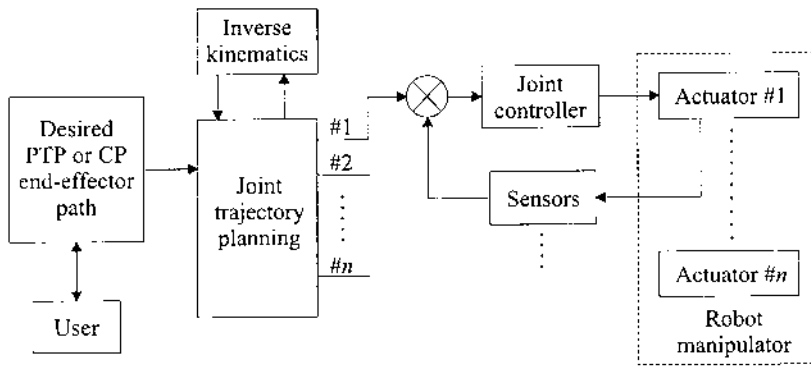 Inverse
kinematics
Desired
PTP or CP
end-effector
path
User
Joint
trajectory
planning
#1
#2
#n
Joint
controller
Sensors
Actuator #1
Actuator #n
Robot
manipulator